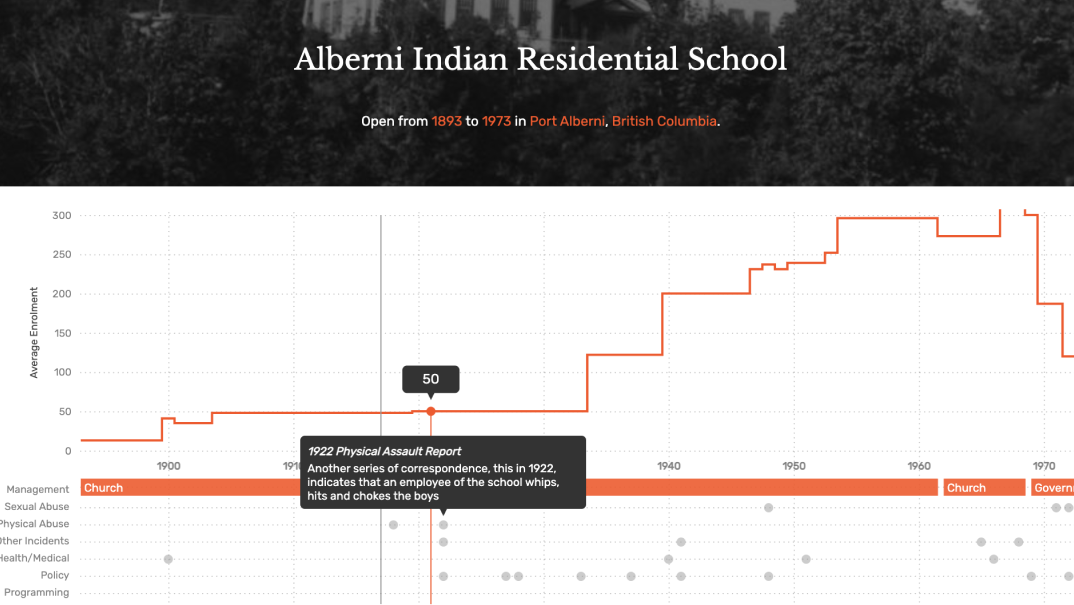 Alberni Indian Residential School
Open from 1893 to 1973 in Port Alberni, British Columbia.
Average Enrolment
300
250
200
150
100
50
0
50
1900
1940
1950
1960
1970
1922 Physical Assault Report
Another series of correspondence, this in 1922,
indicates that an employee of the school whips,
hits and chokes the boys
Management
Church
Church
Govern
Sexual Abuse
Physical Abuse
Other Incidents
Health/Medical
Policy
Programming